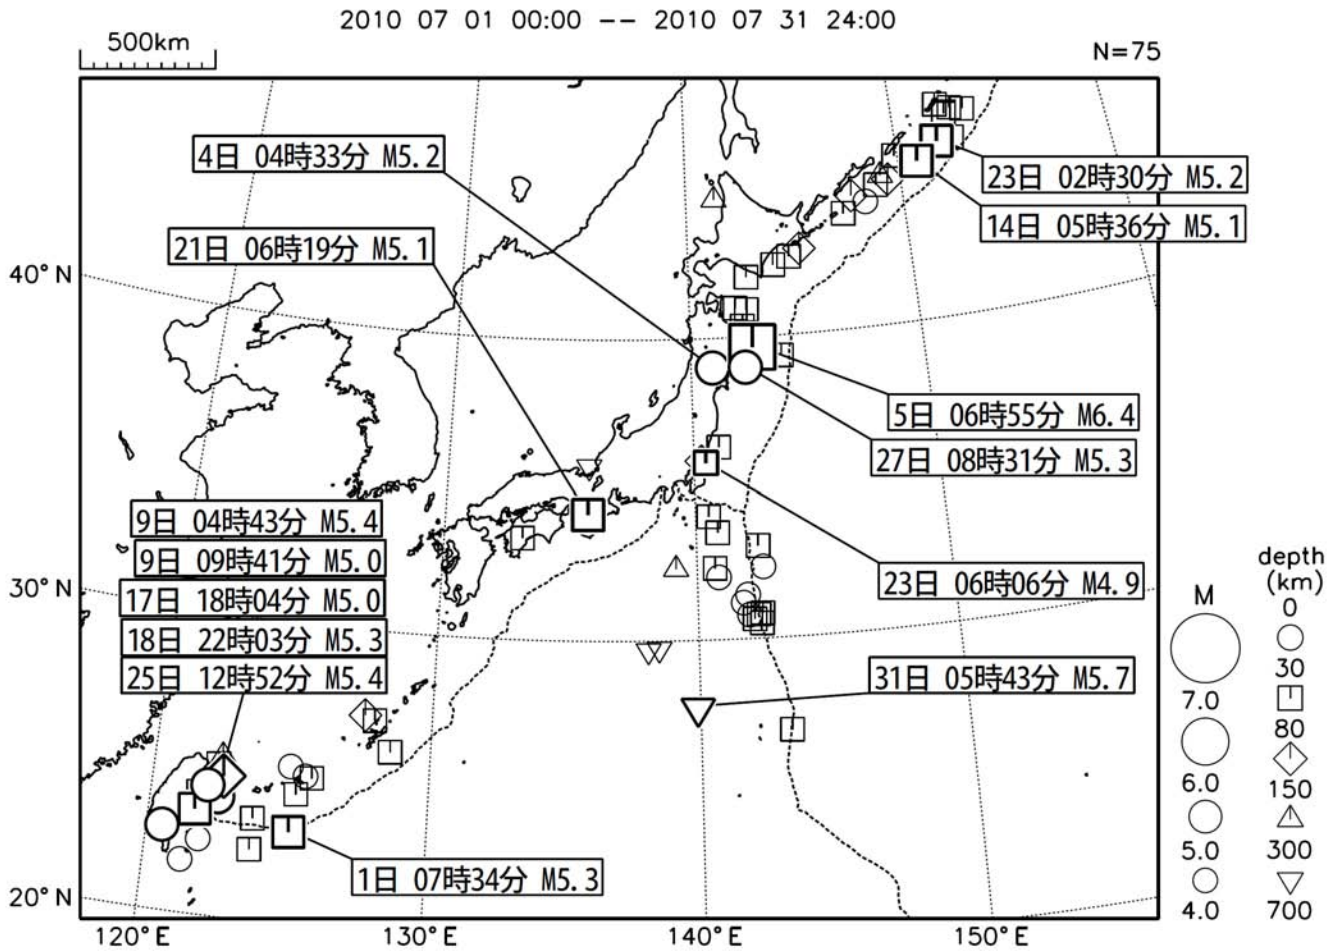 2010 07 01 00:00 -- 2010 07 31 24:00
500km
N=75
4日 04時33分 M5.2
23日 02時30分 M5.2
14日 05時36分 M5.1
21日 06時19分 M5.1
40°N
5日 06時55分 M6.4
27日 08時31分 M5.3
9日 04時43分 M5.4
9日 09時41分 M5.0
17日 18時04分 M5.0
18日 22時03分 M5.3
25日 12時52分 M5.4
23日 06時06分 M4.9
30°N
31日 05時43分 M5.7
1日 07時34分 M5.3
20°N
120°E
130°E
140°E
150°E
M
7.0
6.0
5.0
4.0
depth
(km)
0
30
80
150
300
700